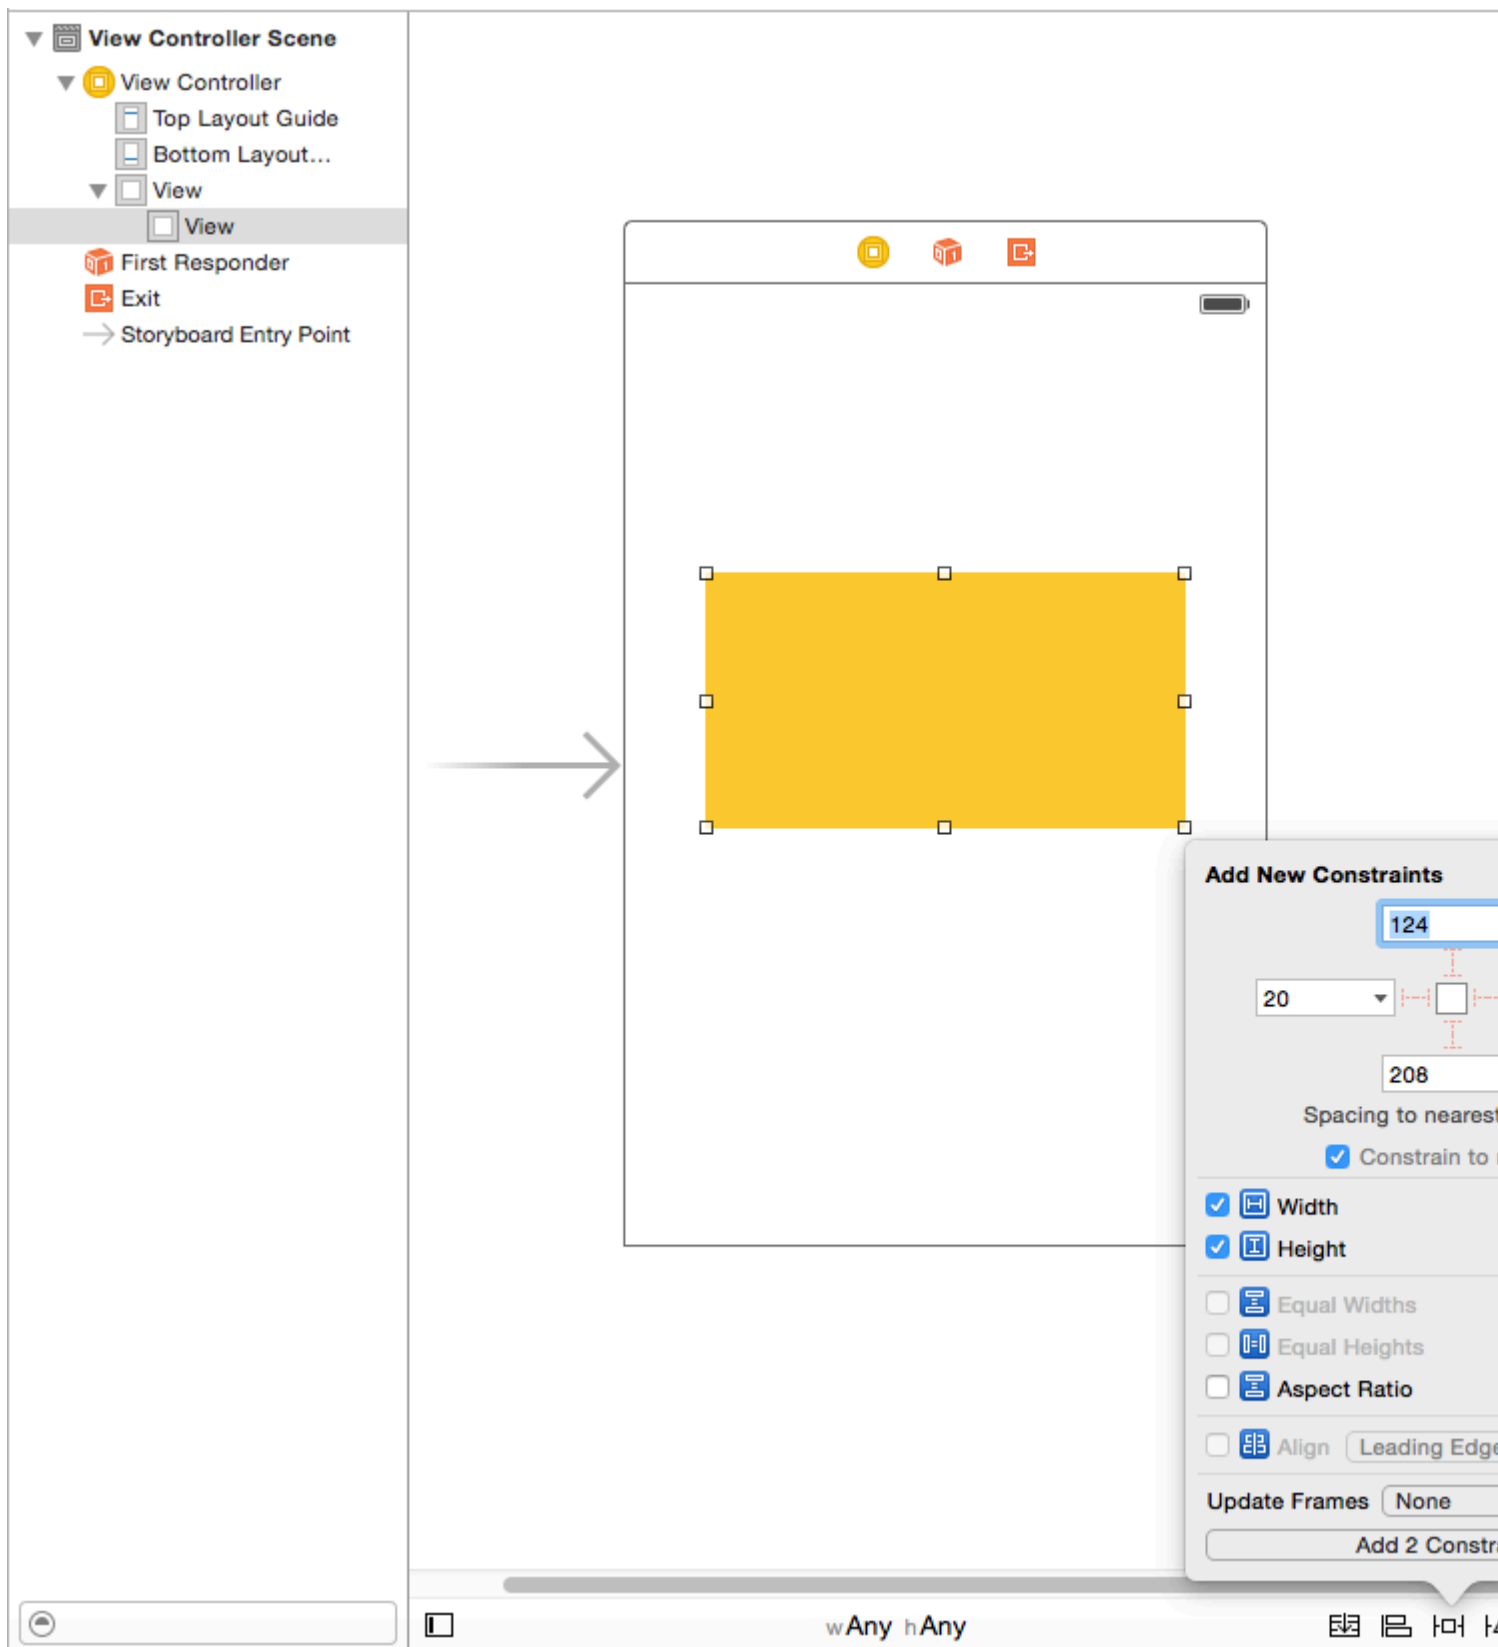 View Controller Scene
View Controller
Top Layout Guide
Bottom Layout...
View
View
First Responder
Exit
Storyboard Entry Point
Add New Constraints
124
20
208
Spacing to nearest
Constrain to
Width
Height
Equal Widths
Equal Heights
Aspect Ratio
Align Leading Edge
Update Frames None
Add 2 Constr
wAny hAny